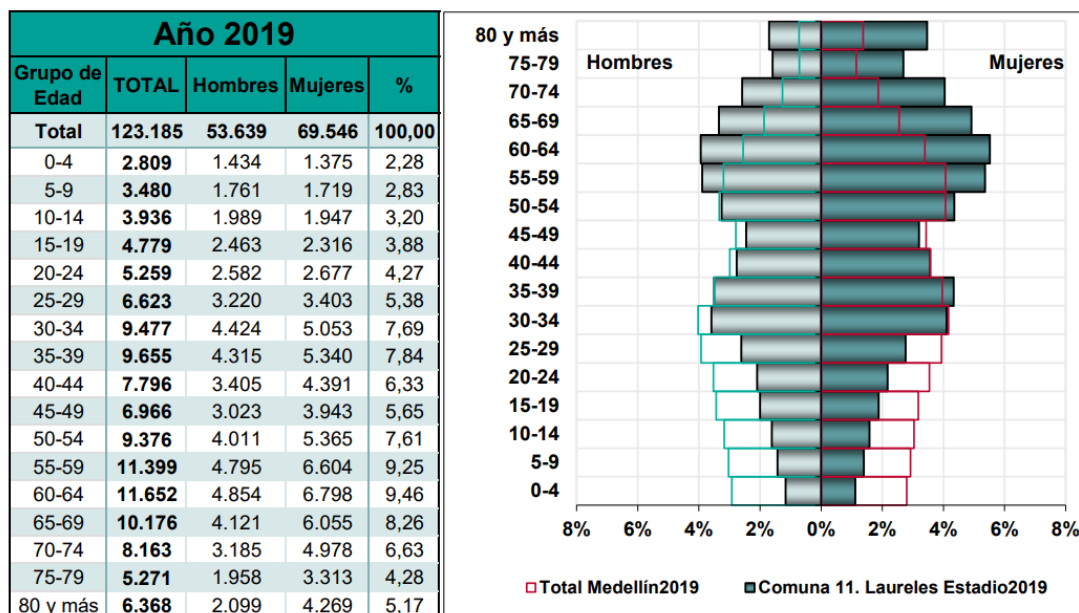 Año 2019
Grupo de Edad TOTAL Hombres Mujeres %
Total 123.185 53.639 69.546 100,00
0-4 2.809 1.434 1.375 2,28
5-9 3.480 1.761 1.719 2,83
10-14 3.936 1.989 1.947 3,20
15-19 4.779 2.463 2.316 3,88
20-24 5.259 2.582 2.677 4,27
25-29 6.623 3.220 3.403 5,38
30-34 9.477 4.424 5.053 7,69
35-39 9.655 4.315 5.340 7,84
40-44 7.796 3.405 4.391 6,33
45-49 6.966 3.023 3.943 5,65
50-54 9.376 4.011 5.365 7,61
55-59 11.399 4.795 6.604 9,25
60-64 11.652 4.854 6.798 9,46
65-69 10.176 4.121 6.055 8,26
70-74 8.163 3.185 4.978 6,63
75-79 5.271 1.958 3.313 4,28
80 y más 6.368 2.099 4.269 5,17
Hombres Mujeres
80 y más
75-79
70-74
65-69
60-64
55-59
50-54
45-49
40-44
35-39
30-34
25-29
20-24
15-19
10-14
5-9
0-4
8% 6% 4% 2% 0% 2% 4% 6% 8%
Total Medellín2019 Comuna 11. Laureles Estadio2019